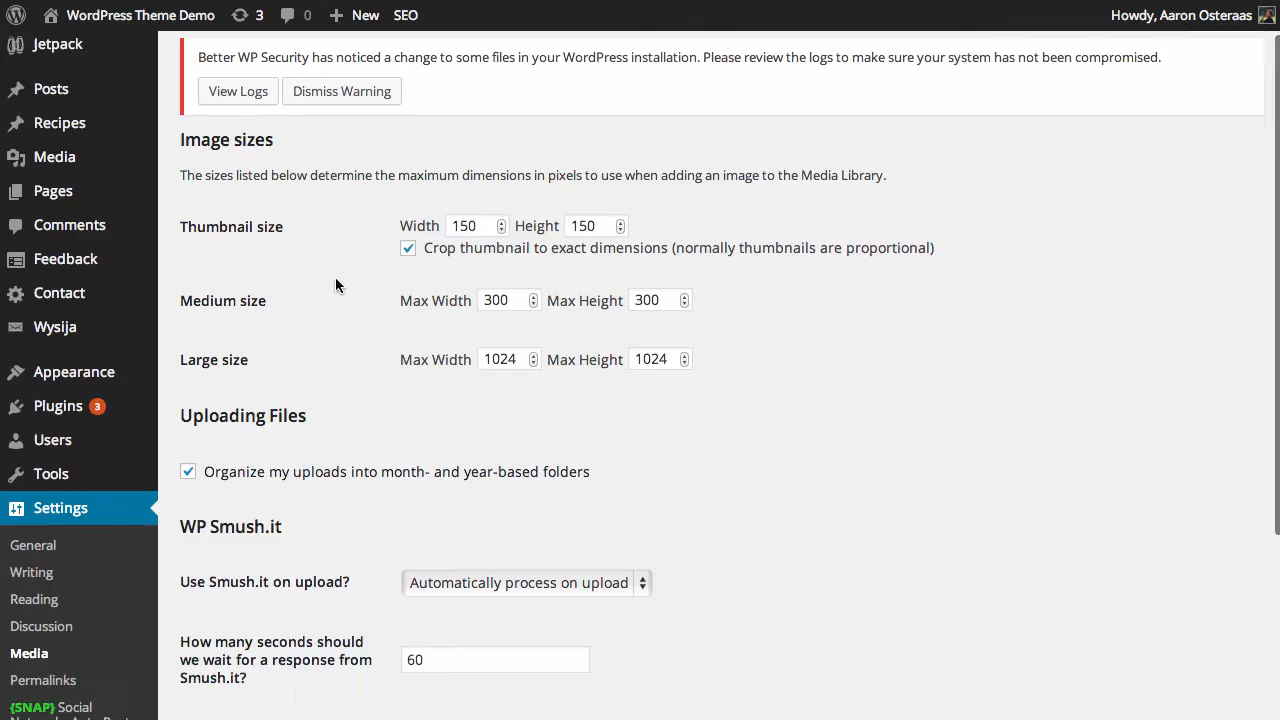 WordPress Theme Demo 3 0 New SEO Howdy, Aaron Osteraas
Jetpack
Posts
Recipes
Media
Pages
Comments
Feedback
Contact
Wysija
Appearance
Plugins 3
Users
Tools
Settings
General
Writing
Reading
Discussion
Media
Permalinks
{SNAP} Social
Better WP Security has noticed a change to some files in your WordPress installation. Please review the logs to make sure your system has not been compromised.
View Logs Dismiss Warning
Image sizes
The sizes listed below determine the maximum dimensions in pixels to use when adding an image to the Media Library.
Thumbnail size Width 150 Height 150
Crop thumbnail to exact dimensions (normally thumbnails are proportional)
Medium size Max Width 300 Max Height 300
Large size Max Width 1024 Max Height 1024
Uploading Files
Organize my uploads into month- and year-based folders
WP Smush.it
Use Smush.it on upload? Automatically process on upload
How many seconds should
we wait for a response from 60
Smush.it?